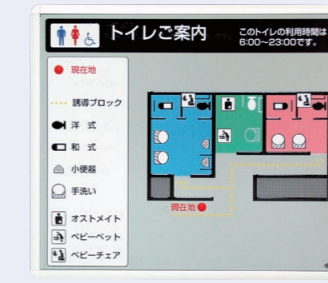 トイレご案内
このトイレの利用時間は
6:00〜23:00です。
現在地
誘導ブロック
洋 式
和 式
小便器
手洗い
オストメイト
ベビーベット
ベビーチェア
現在地